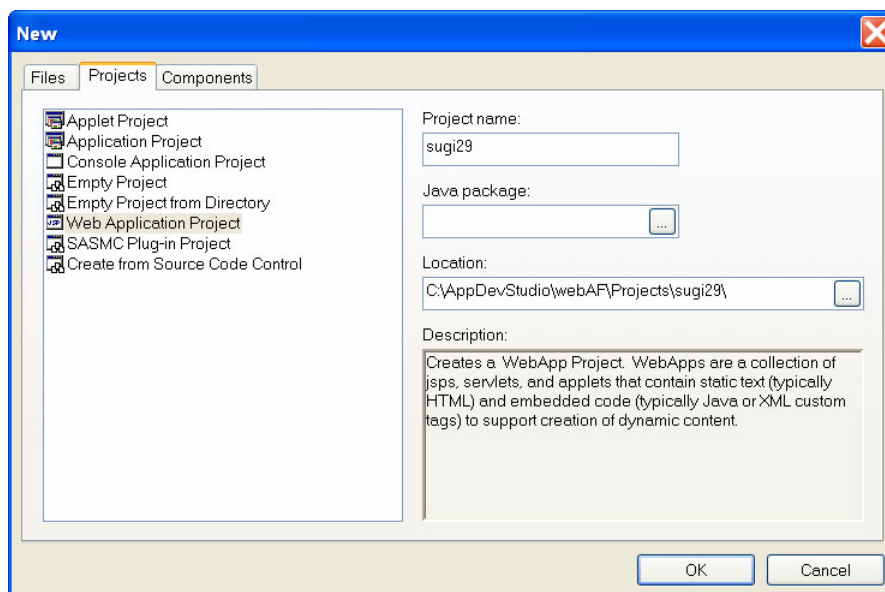 New
Files Projects Components
Applet Project
Application Project
Console Application Project
Empty Project
Empty Project from Directory
Web Application Project
SASMC Plug-in Project
Create from Source Code Control
Project name:
sugi29
Java package:
...
Location:
C:\AppDevStudio\webAF\Projects\sugi29\
...
Description:
Creates a WebApp Project. WebApps are a collection of
jsps, servlets, and applets that contain static text (typically
HTML) and embedded code (typically Java or XML custom
tags) to support creation of dynamic content.
OK Cancel